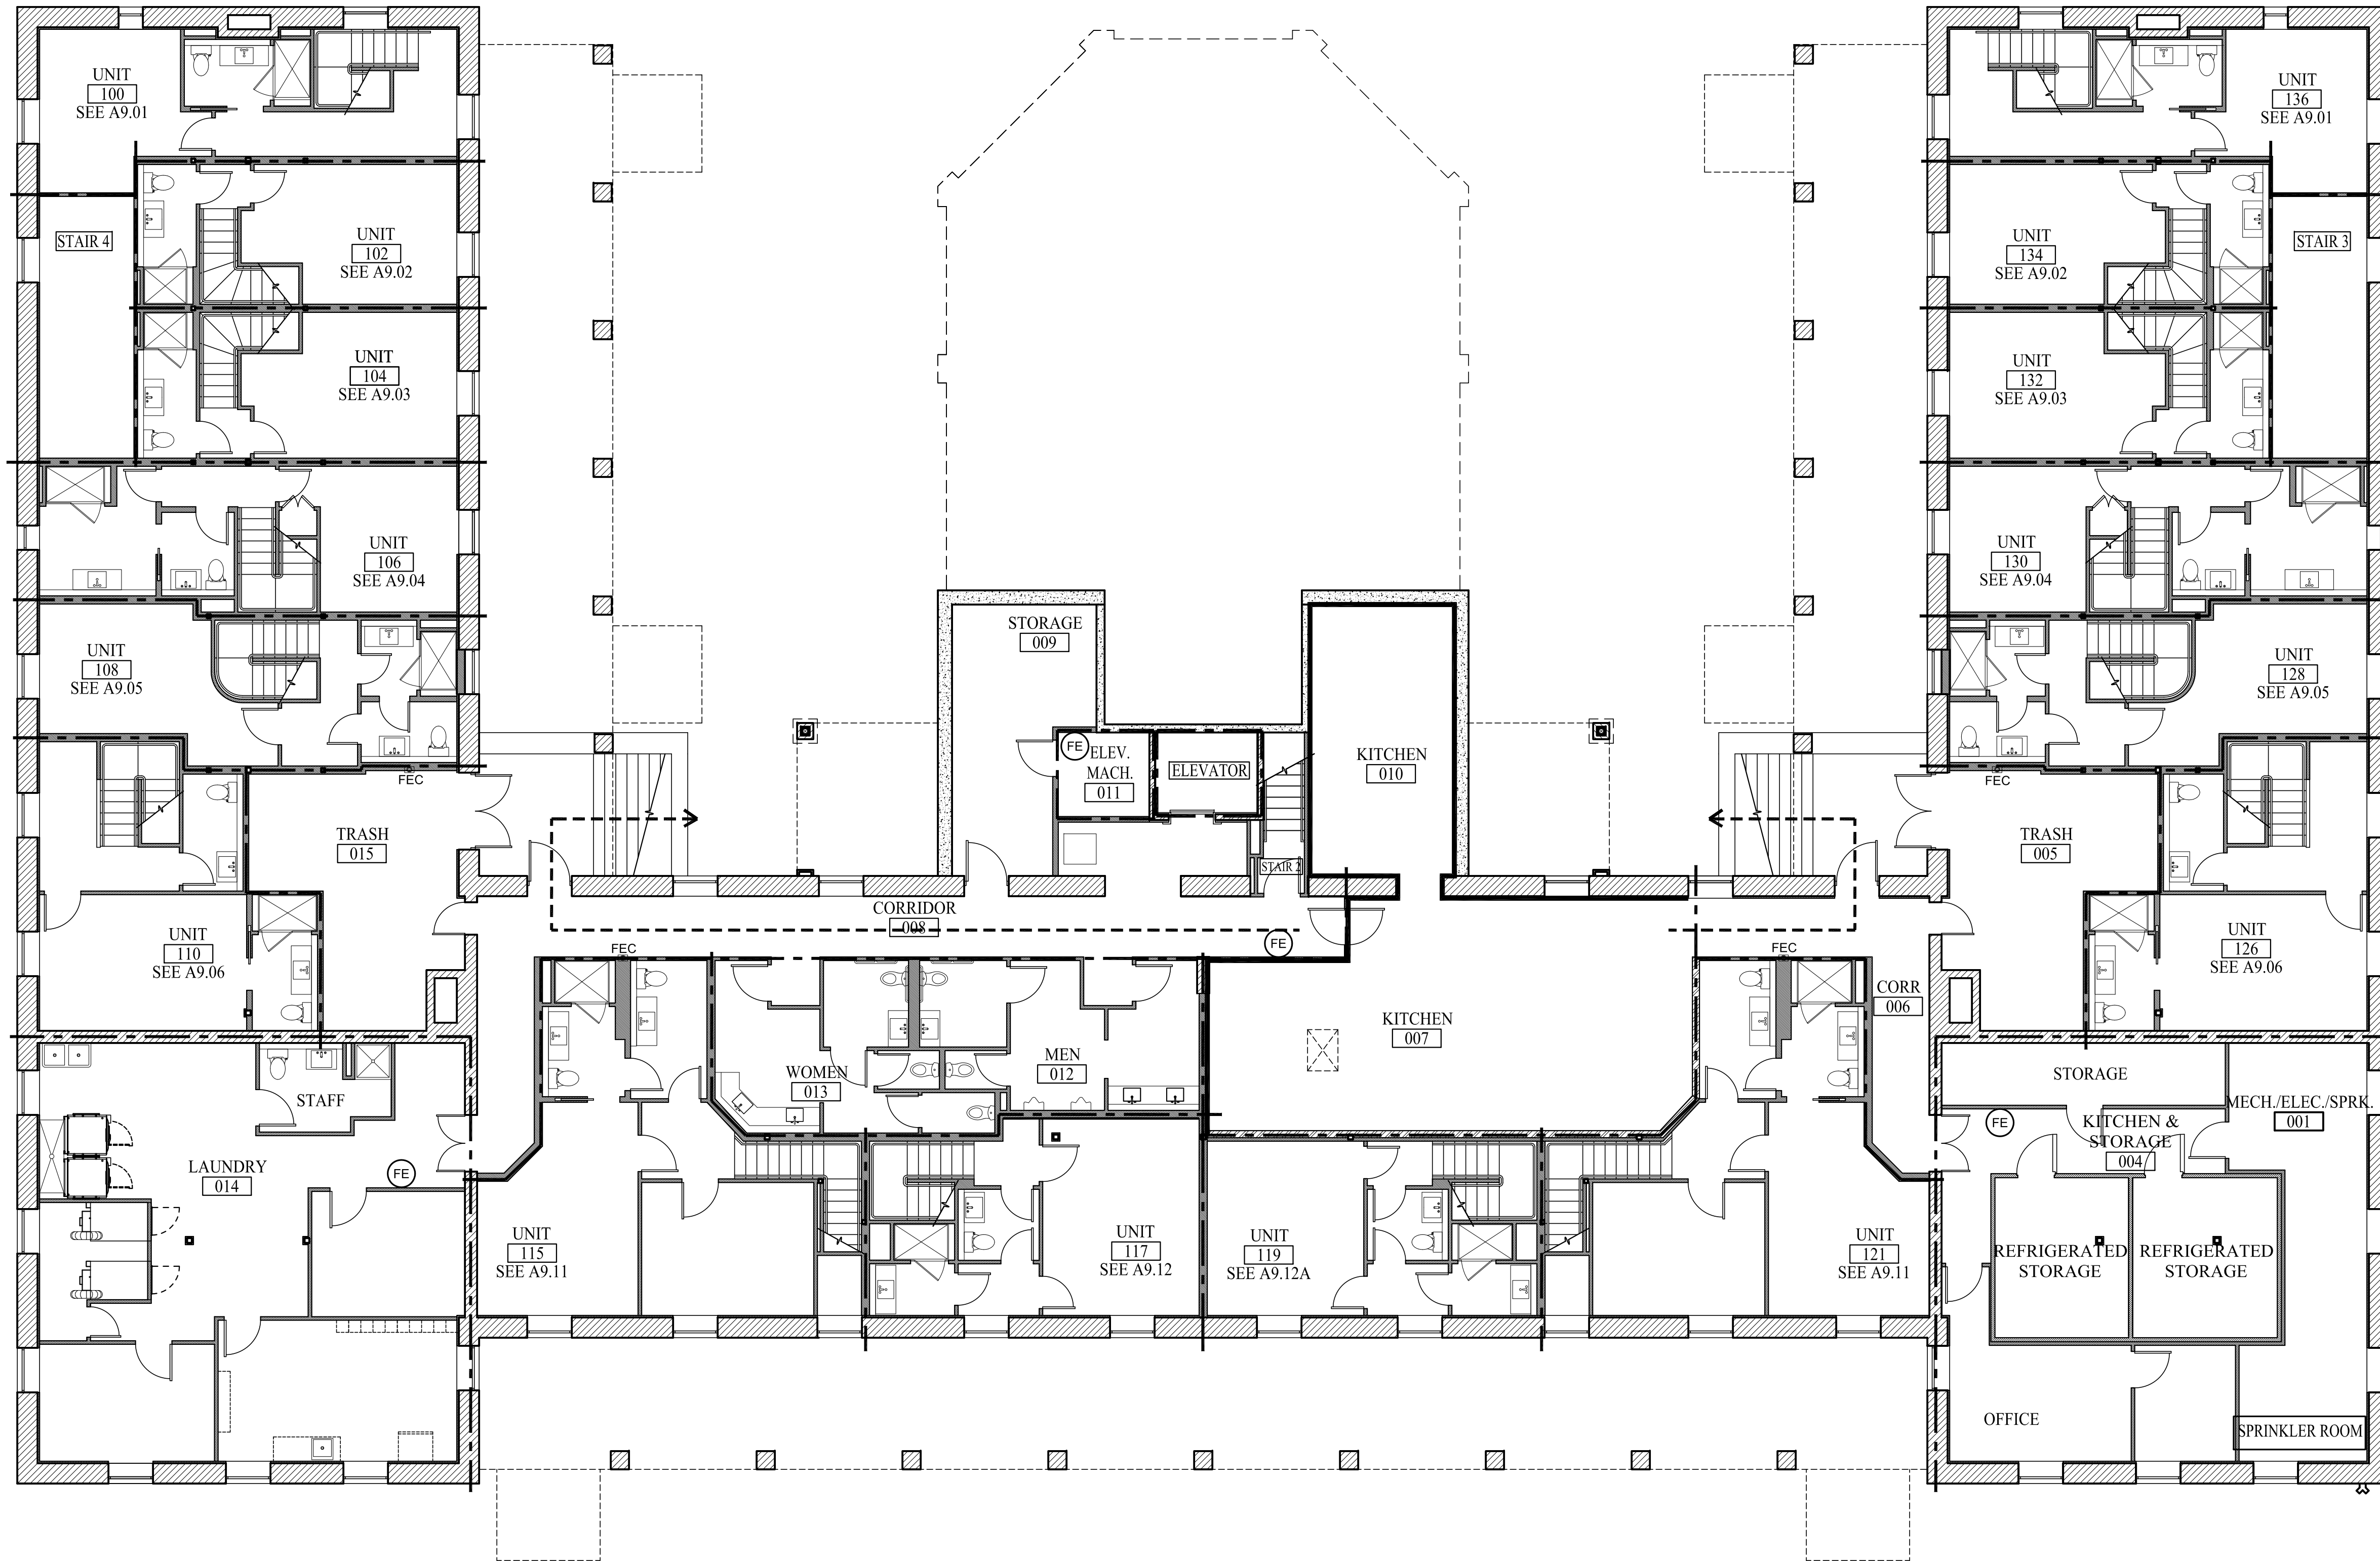 UNIT
100
SEE A9.01
UNIT
136
SEE A9.01
STAIR 4
UNIT
102
SEE A9.02
UNIT
134
SEE A9.02
STAIR 3
UNIT
104
SEE A9.03
UNIT
132
SEE A9.03
UNIT
106
SEE A9.04
UNIT
130
SEE A9.04
UNIT
108
SEE A9.05
STORAGE
009
UNIT
128
SEE A9.05
FE
ELEV.
MACH.
011
ELEVATOR
KITCHEN
010
FEC
FEC
TRASH
015
TRASH
005
STAIR 2
CORRIDOR
008
UNIT
110
SEE A9.06
FEC
FE
FEC
UNIT
126
SEE A9.06
CORR
006
KITCHEN
007
MEN
012
WOMEN
013
STAFF
STORAGE
MECH./ELEC./SPRK.
001
FE
KITCHEN &
STORAGE
004
LAUNDRY
014
FE
UNIT
115
SEE A9.11
UNIT
117
SEE A9.12
UNIT
119
SEE A9.12A
UNIT
121
SEE A9.11
REFRIGERATED
STORAGE
REFRIGERATED
STORAGE
OFFICE
SPRINKLER ROOM